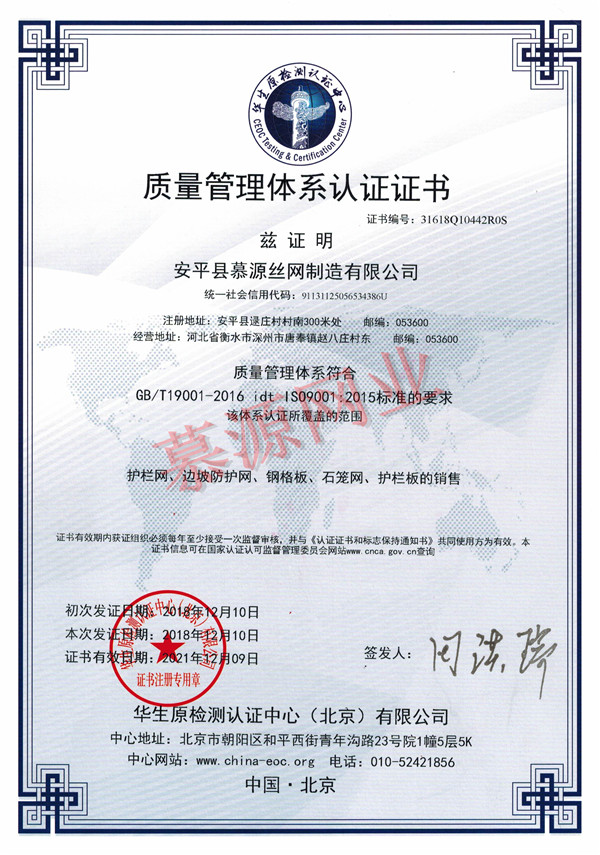 华生原检测认证中心
CEOC Testing & Certification Center
质量管理体系认证证书
证书编号：31618Q10442R0S
兹证明
安平县慕源丝网制造有限公司
统一社会信用代码：91131125056534386U
注册地址：安平县逯庄村村南300米处 邮编：053600
经营地址：河北省衡水市深州市唐奉镇赵八庄村东 邮编：053600
质量管理体系符合
GB/T19001-2016 idt ISO9001:2015标准的要求
该体系认证所覆盖的范围
慕源网业
护栏网、边坡防护网、钢格板、石笼网、护栏板的销售
证书有效期内获证组织必须每年至少接受一次监督审核，并与《认证证书和标志保持通知书》共同使用方为有效。本
证书信息可在国家认证认可监督管理委员会网站www.cnca.gov.cn查询
初次发证日期：2018年12月10日
本次发证日期：2018年12月10日
证书有效日期：2021年12月09日
华生原检测认证中心（北京）有限公司
证书注册专用章
签发人：
华生原检测认证中心（北京）有限公司
中心地址：北京市朝阳区和平西街青年沟路23号院1幢5层5K
中心网站：www.china-eoc.org 电话：010-52421856
中国·北京